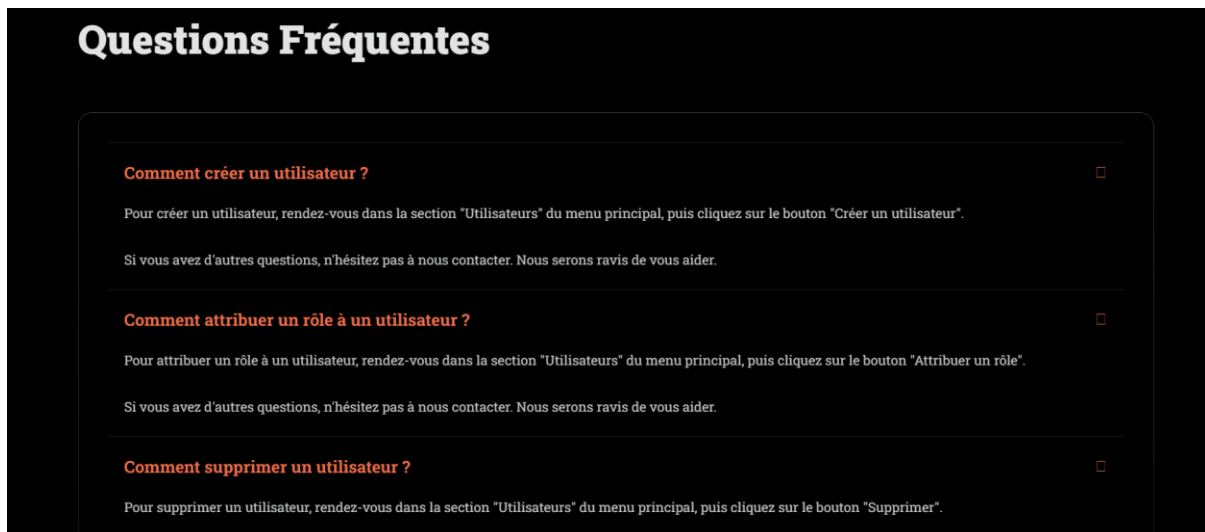 Questions Fréquentes
Comment créer un utilisateur ?
Pour créer un utilisateur, rendez-vous dans la section "Utilisateurs" du menu principal, puis cliquez sur le bouton "Créer un utilisateur".
Si vous avez d'autres questions, n'hésitez pas à nous contacter. Nous serons ravis de vous aider.
Comment attribuer un rôle à un utilisateur ?
Pour attribuer un rôle à un utilisateur, rendez-vous dans la section "Utilisateurs" du menu principal, puis cliquez sur le bouton "Attribuer un rôle".
Si vous avez d'autres questions, n'hésitez pas à nous contacter. Nous serons ravis de vous aider.
Comment supprimer un utilisateur ?
Pour supprimer un utilisateur, rendez-vous dans la section "Utilisateurs" du menu principal, puis cliquez sur le bouton "Supprimer".